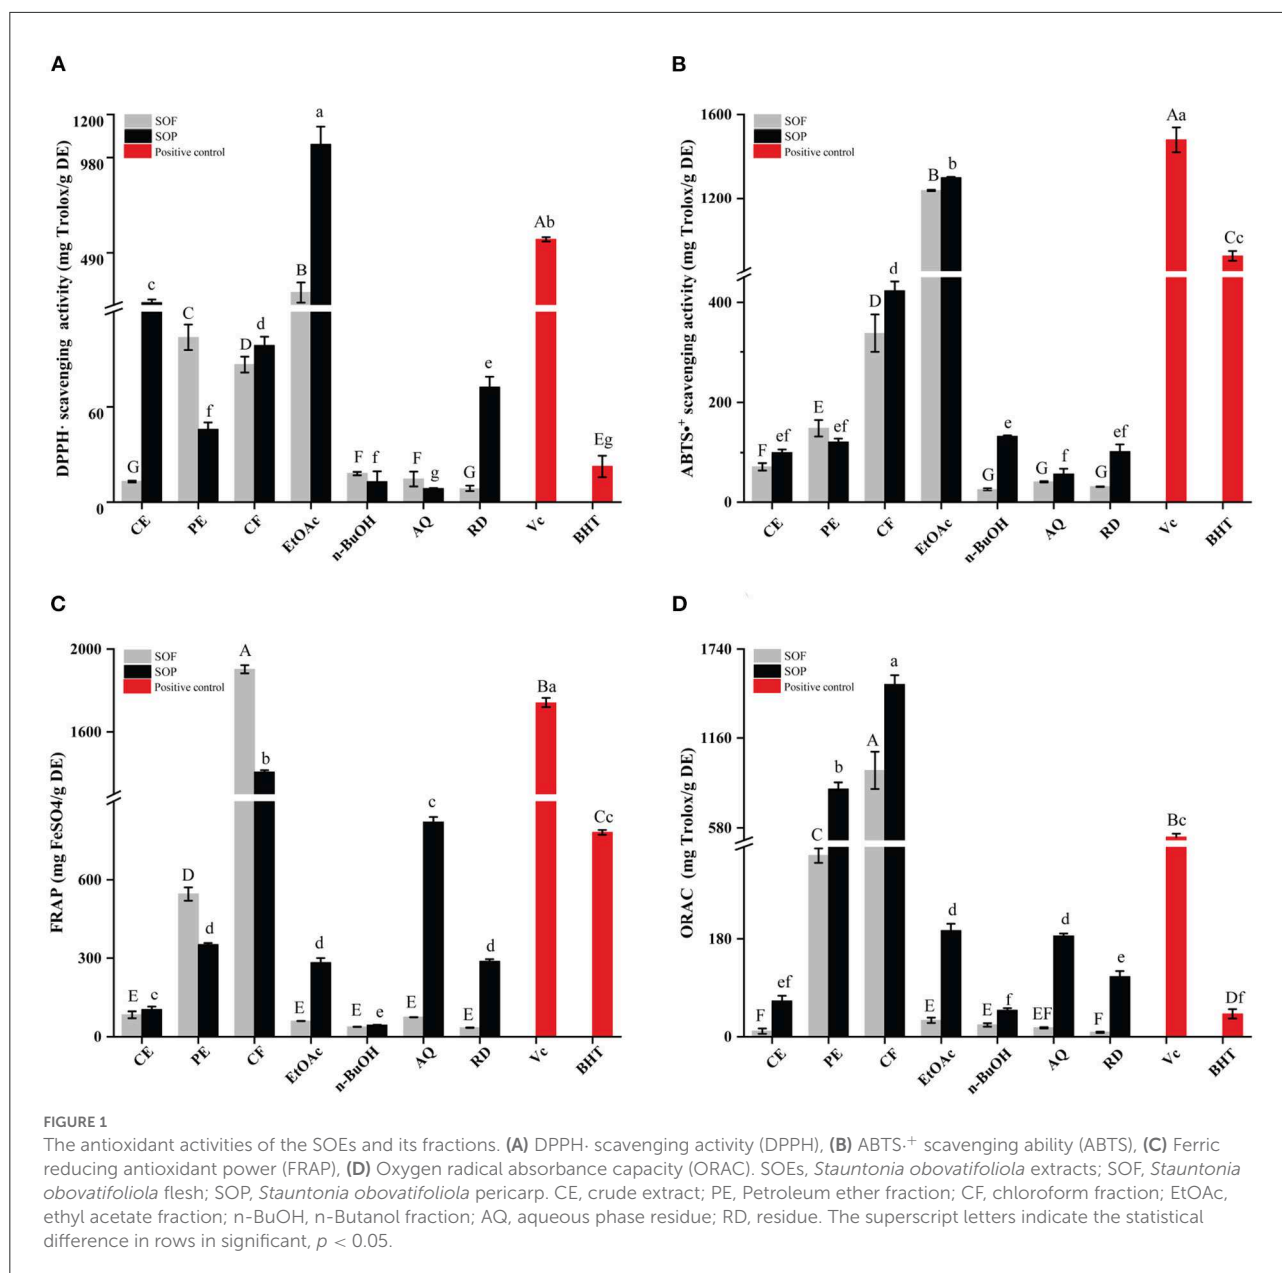 A
DPPH· scavenging activity (mg Trolox/g DE)
1200
980
490
60
0
SOF
SOP
Positive control
G c
C f
D d
B a
F f
F g
G e
Ab
Eg
CE PE CF EtOAc n-BuOH AQ RD Vc BHT
B
ABTS•+ scavenging activity (mg Trolox/g DE)
1600
1200
400
200
0
SOF
SOP
Positive control
F ef
E ef
D d
B b
G e
G f
G ef
Aa
Cc
CE PE CF EtOAc n-BuOH AQ RD Vc BHT
C
FRAP (mg FeSO4/g DE)
2000
1600
600
300
0
SOF
SOP
Positive control
E c
D d
A b
E d
E e
E c
E d
Ba
Cc
CE PE CF EtOAc n-BuOH AQ RD Vc BHT
D
ORAC (mg Trolox/g DE)
1740
1160
580
180
0
SOF
SOP
Positive control
F ef
C b
A a
E d
E f
EF d
F e
Bc
Df
CE PE CF EtOAc n-BuOH AQ RD Vc BHT
FIGURE 1
The antioxidant activities of the SOEs and its fractions. (A) DPPH· scavenging activity (DPPH), (B) ABTS·+ scavenging ability (ABTS), (C) Ferric
reducing antioxidant power (FRAP), (D) Oxygen radical absorbance capacity (ORAC). SOEs, Stauntonia obovatifoliola extracts; SOF, Stauntonia
obovatifoliola flesh; SOP, Stauntonia obovatifoliola pericarp. CE, crude extract; PE, Petroleum ether fraction; CF, chloroform fraction; EtOAc,
ethyl acetate fraction; n-BuOH, n-Butanol fraction; AQ, aqueous phase residue; RD, residue. The superscript letters indicate the statistical
difference in rows in significant, p < 0.05.